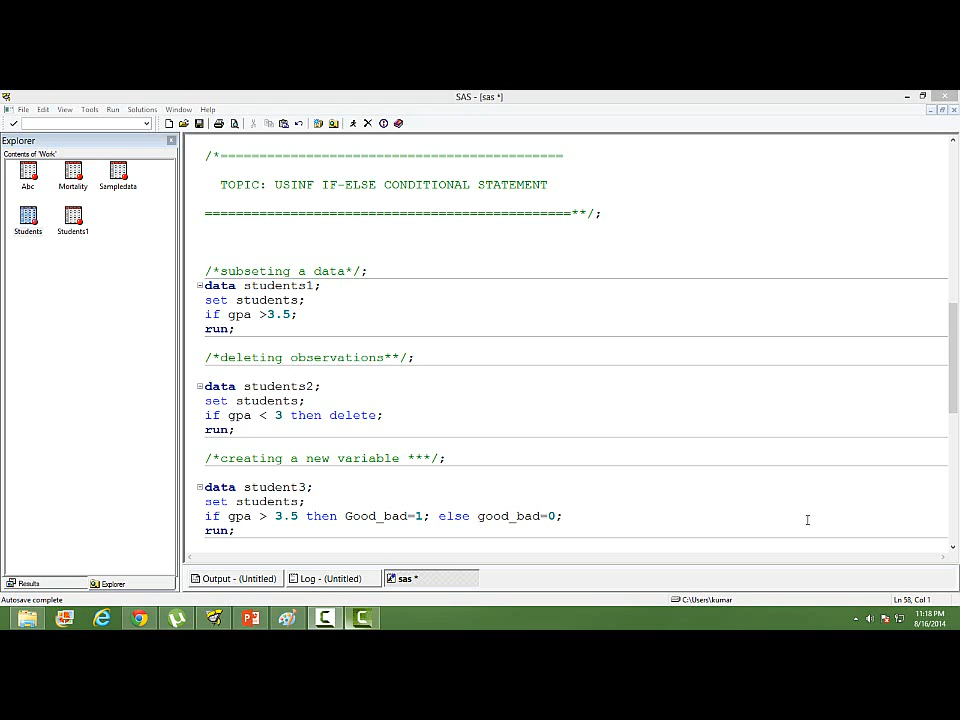 SAS - [sas *]
File Edit View Tools Run Solutions Window Help
Explorer
Contents of 'Work'
Abc Mortality Sampledata
Students Students1
/*============================================
TOPIC: USINF IF-ELSE CONDITIONAL STATEMENT
===============================================**/;
/*subseting a data*/;
data students1;
set students;
if gpa >3.5;
run;
/*deleting observations**/;
data students2;
set students;
if gpa < 3 then delete;
run;
/*creating a new variable ***/;
data student3;
set students;
if gpa > 3.5 then Good_bad=1; else good_bad=0;
run;
Results Explorer
Output - (Untitled) Log - (Untitled) sas *
Autosave complete C:\Users\kumar Ln 58, Col 1
11:18 PM
8/16/2014